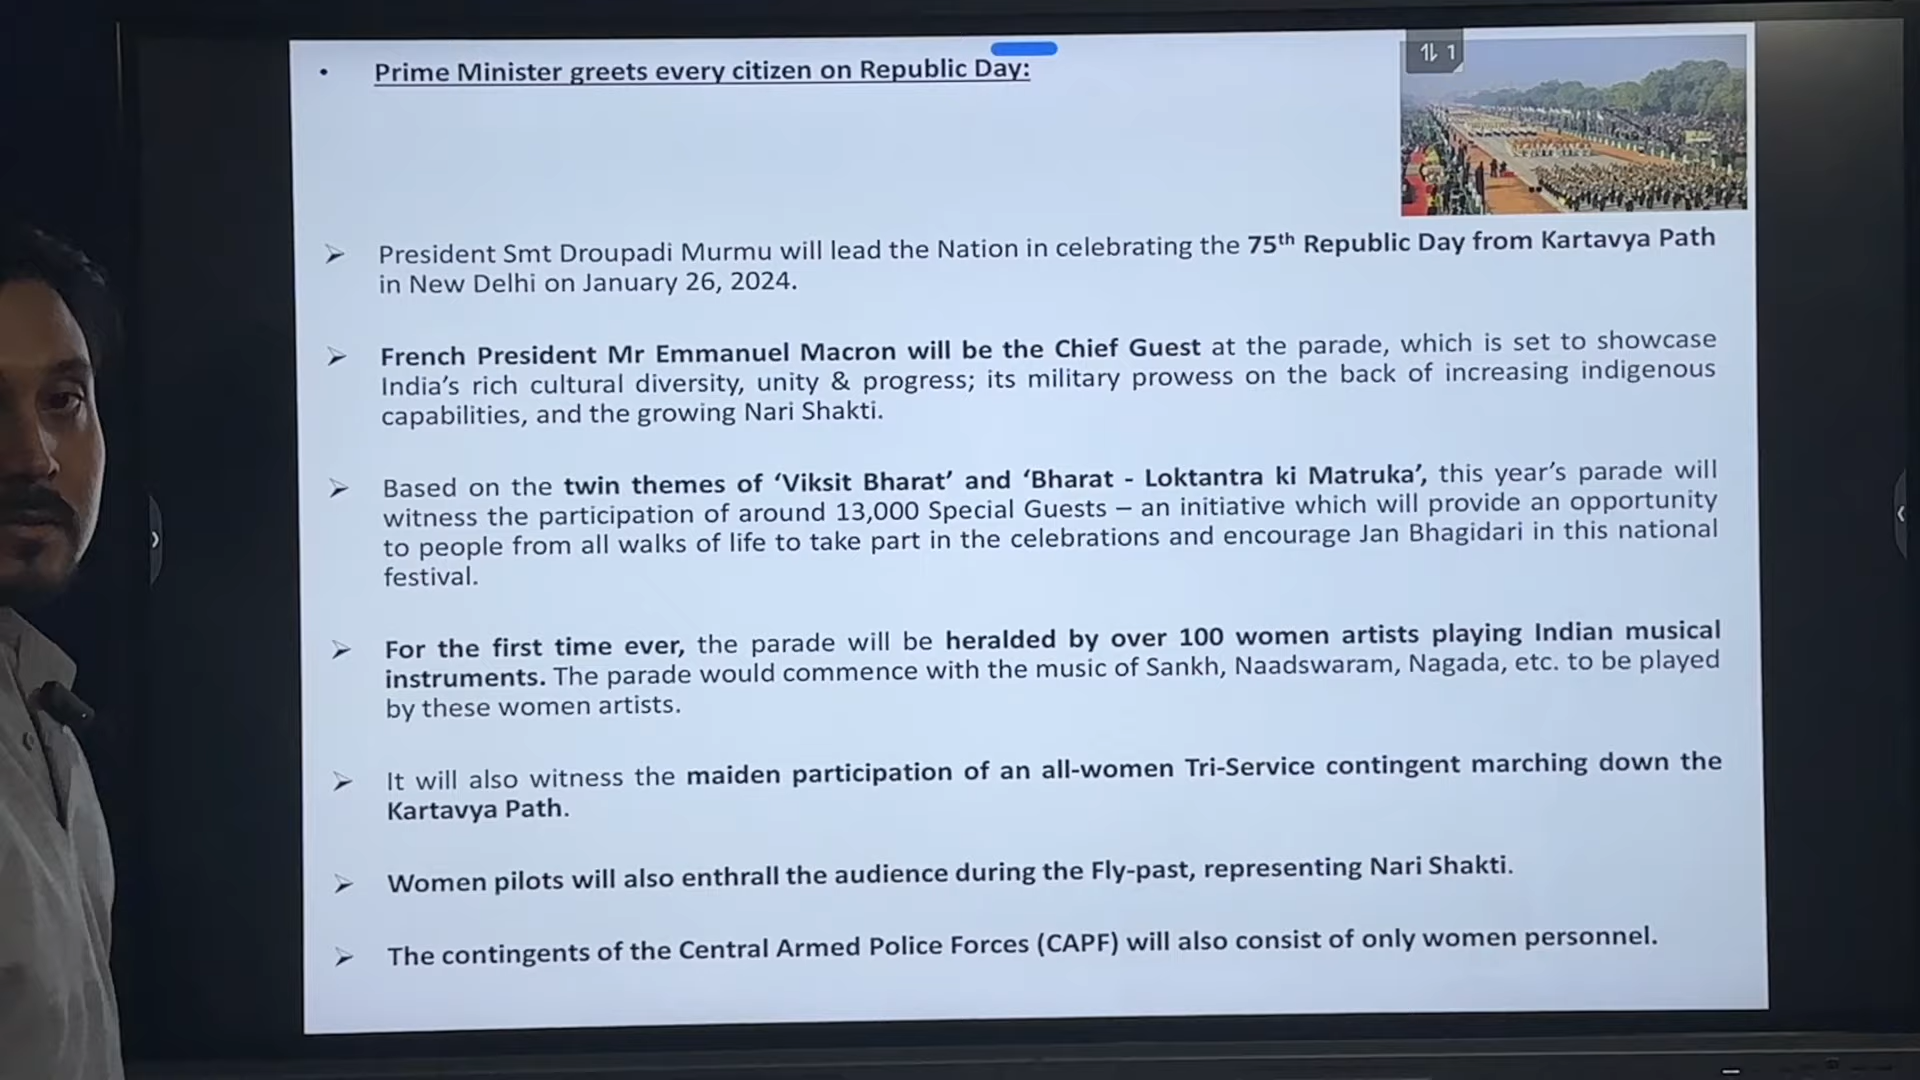 • Prime Minister greets every citizen on Republic Day:
1
➢ President Smt Droupadi Murmu will lead the Nation in celebrating the 75th Republic Day from Kartavya Path
in New Delhi on January 26, 2024.
➢ French President Mr Emmanuel Macron will be the Chief Guest at the parade, which is set to showcase
India's rich cultural diversity, unity & progress; its military prowess on the back of increasing indigenous
capabilities, and the growing Nari Shakti.
➢ Based on the twin themes of 'Viksit Bharat' and 'Bharat - Loktantra ki Matruka', this year's parade will
witness the participation of around 13,000 Special Guests – an initiative which will provide an opportunity
to people from all walks of life to take part in the celebrations and encourage Jan Bhagidari in this national
festival.
➢ For the first time ever, the parade will be heralded by over 100 women artists playing Indian musical
instruments. The parade would commence with the music of Sankh, Naadswaram, Nagada, etc. to be played
by these women artists.
➢ It will also witness the maiden participation of an all-women Tri-Service contingent marching down the
Kartavya Path.
➢ Women pilots will also enthrall the audience during the Fly-past, representing Nari Shakti.
➢ The contingents of the Central Armed Police Forces (CAPF) will also consist of only women personnel.